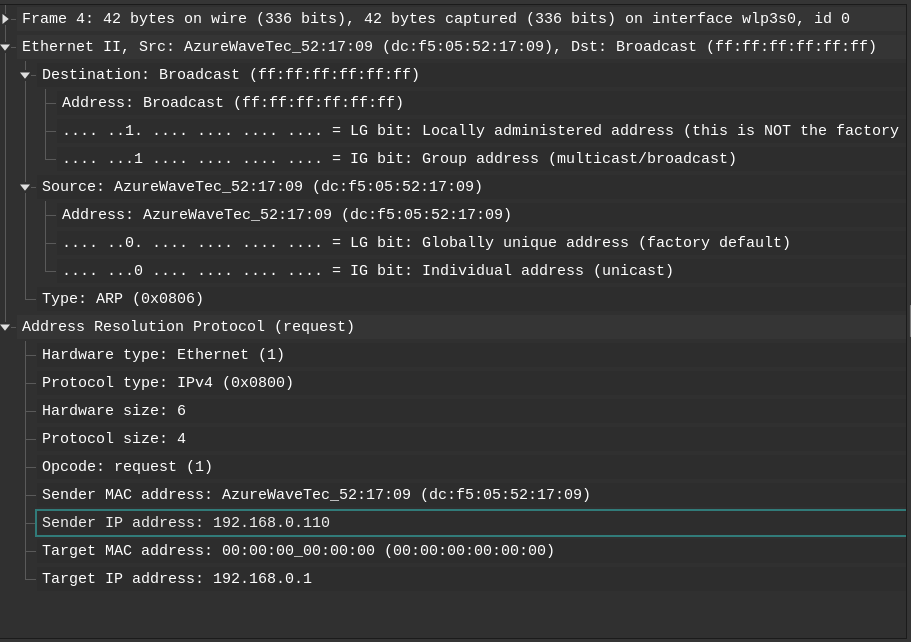 Frame 4: 42 bytes on wire (336 bits), 42 bytes captured (336 bits) on interface wlp3s0, id 0
Ethernet II, Src: AzureWaveTec_52:17:09 (dc:f5:05:52:17:09), Dst: Broadcast (ff:ff:ff:ff:ff:ff)
Destination: Broadcast (ff:ff:ff:ff:ff:ff)
Address: Broadcast (ff:ff:ff:ff:ff:ff)
.... ..1. .... .... .... .... = LG bit: Locally administered address (this is NOT the factory
.... ...1 .... .... .... .... = IG bit: Group address (multicast/broadcast)
Source: AzureWaveTec_52:17:09 (dc:f5:05:52:17:09)
Address: AzureWaveTec_52:17:09 (dc:f5:05:52:17:09)
.... ..0. .... .... .... .... = LG bit: Globally unique address (factory default)
.... ...0 .... .... .... .... = IG bit: Individual address (unicast)
Type: ARP (0x0806)
Address Resolution Protocol (request)
Hardware type: Ethernet (1)
Protocol type: IPv4 (0x0800)
Hardware size: 6
Protocol size: 4
Opcode: request (1)
Sender MAC address: AzureWaveTec_52:17:09 (dc:f5:05:52:17:09)
Sender IP address: 192.168.0.110
Target MAC address: 00:00:00_00:00:00 (00:00:00:00:00:00)
Target IP address: 192.168.0.1